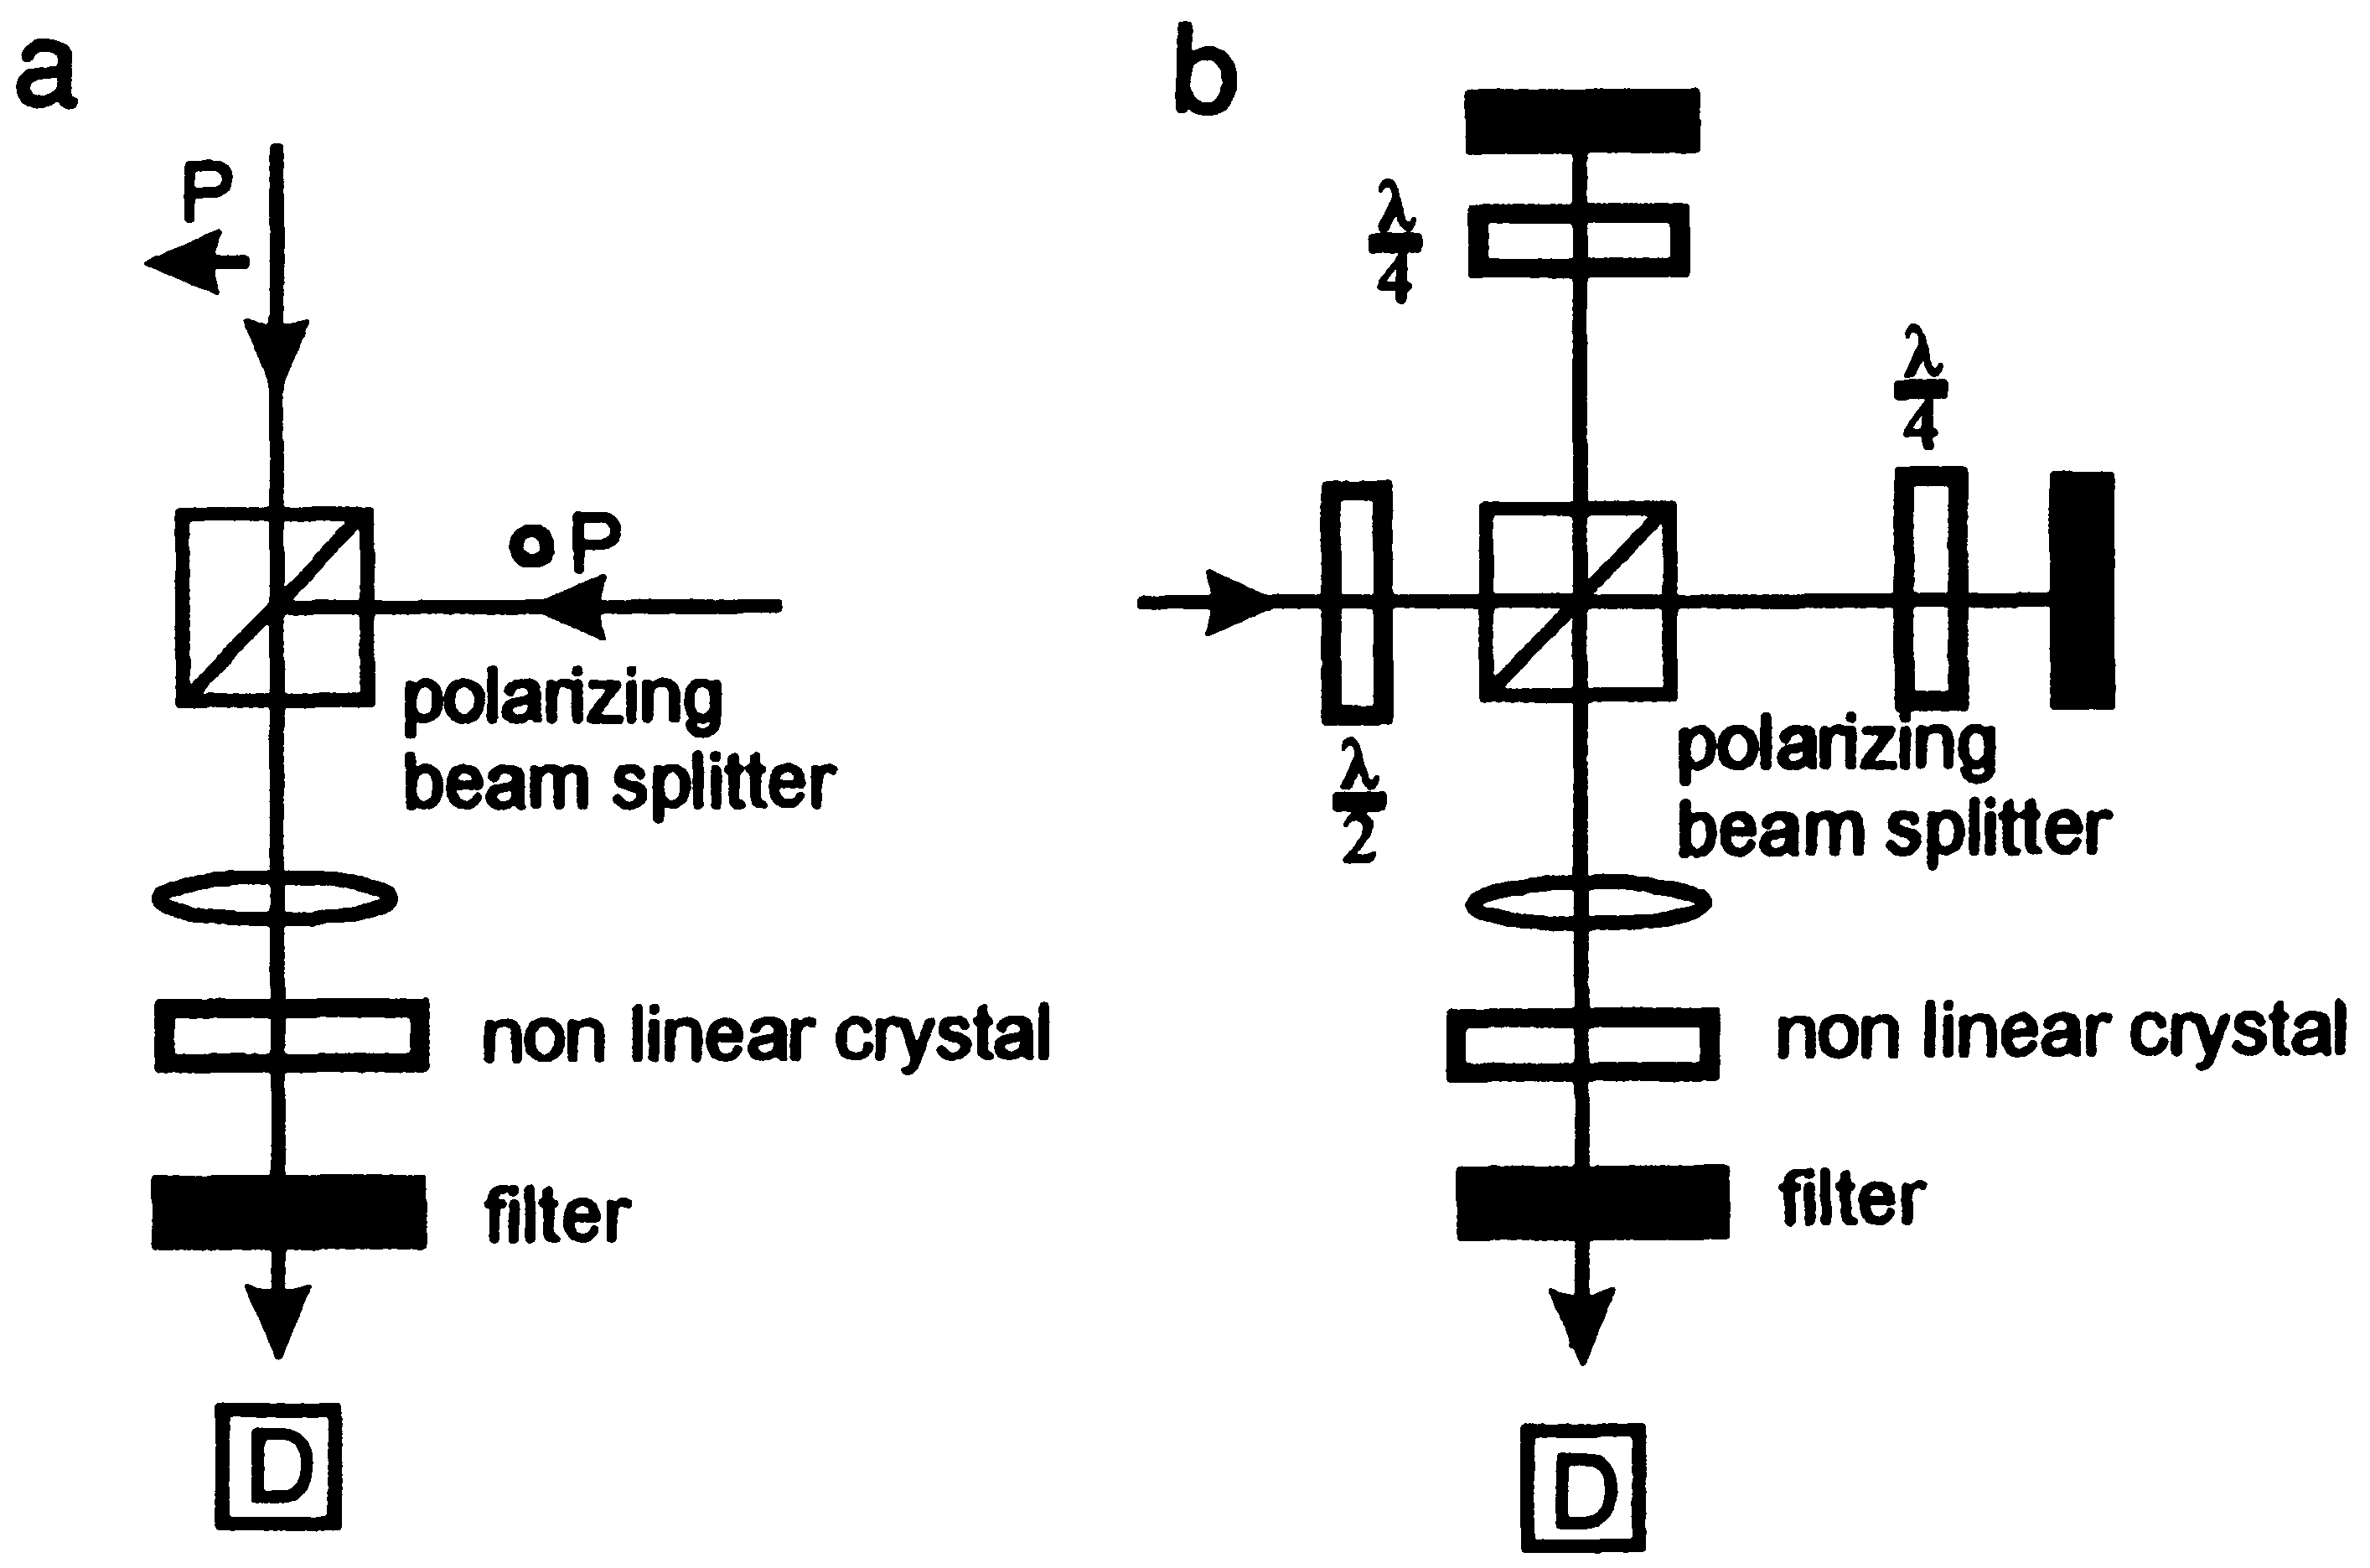 a
P
P
polarizing
beam splitter
non linear crystal
filter
D
b
λ
4
λ
4
λ
2
polarizing
beam splitter
non linear crystal
filter
D